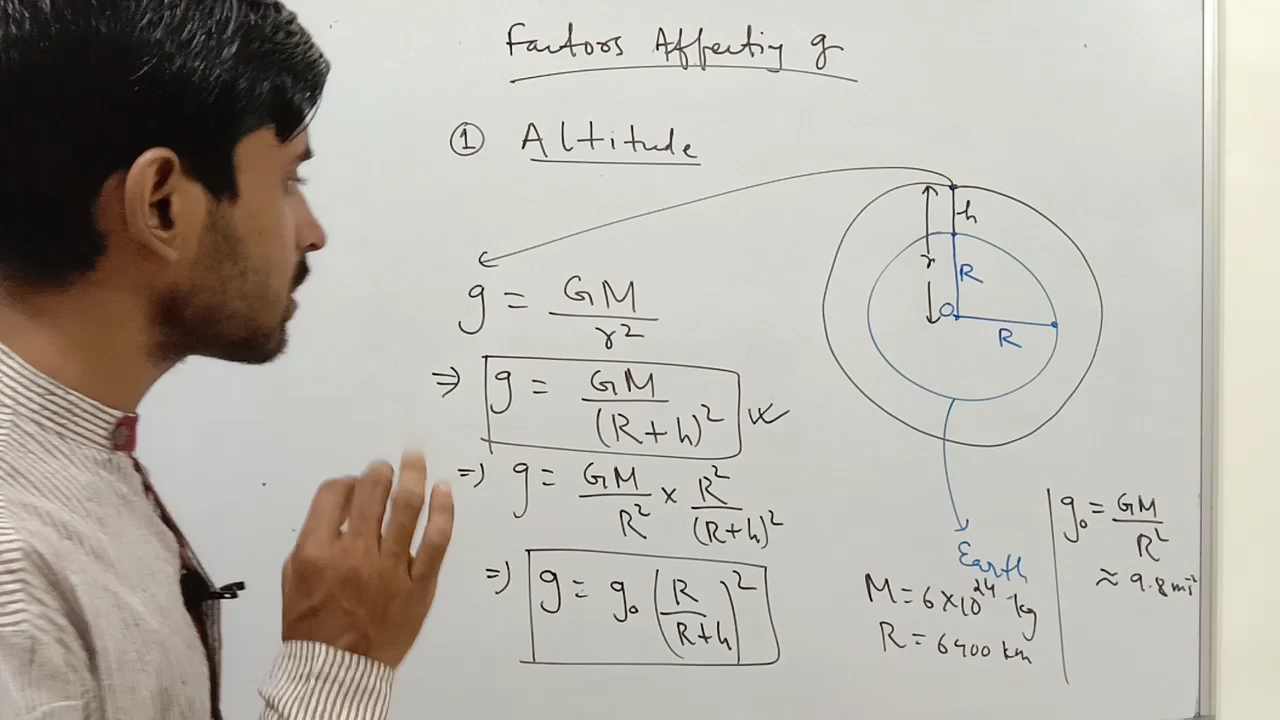 Factors Affecting g
① Altitude
g = GM / r²
⇒ g = GM / (R+h)²
⇒ g = GM / R² × R² / (R+h)²
⇒ g = g₀ (R / R+h)²
h
r
R
O
R
Earth
M = 6×10²⁴ kg
R = 6400 km
g₀ = GM / R²
≈ 9.8 ms⁻²